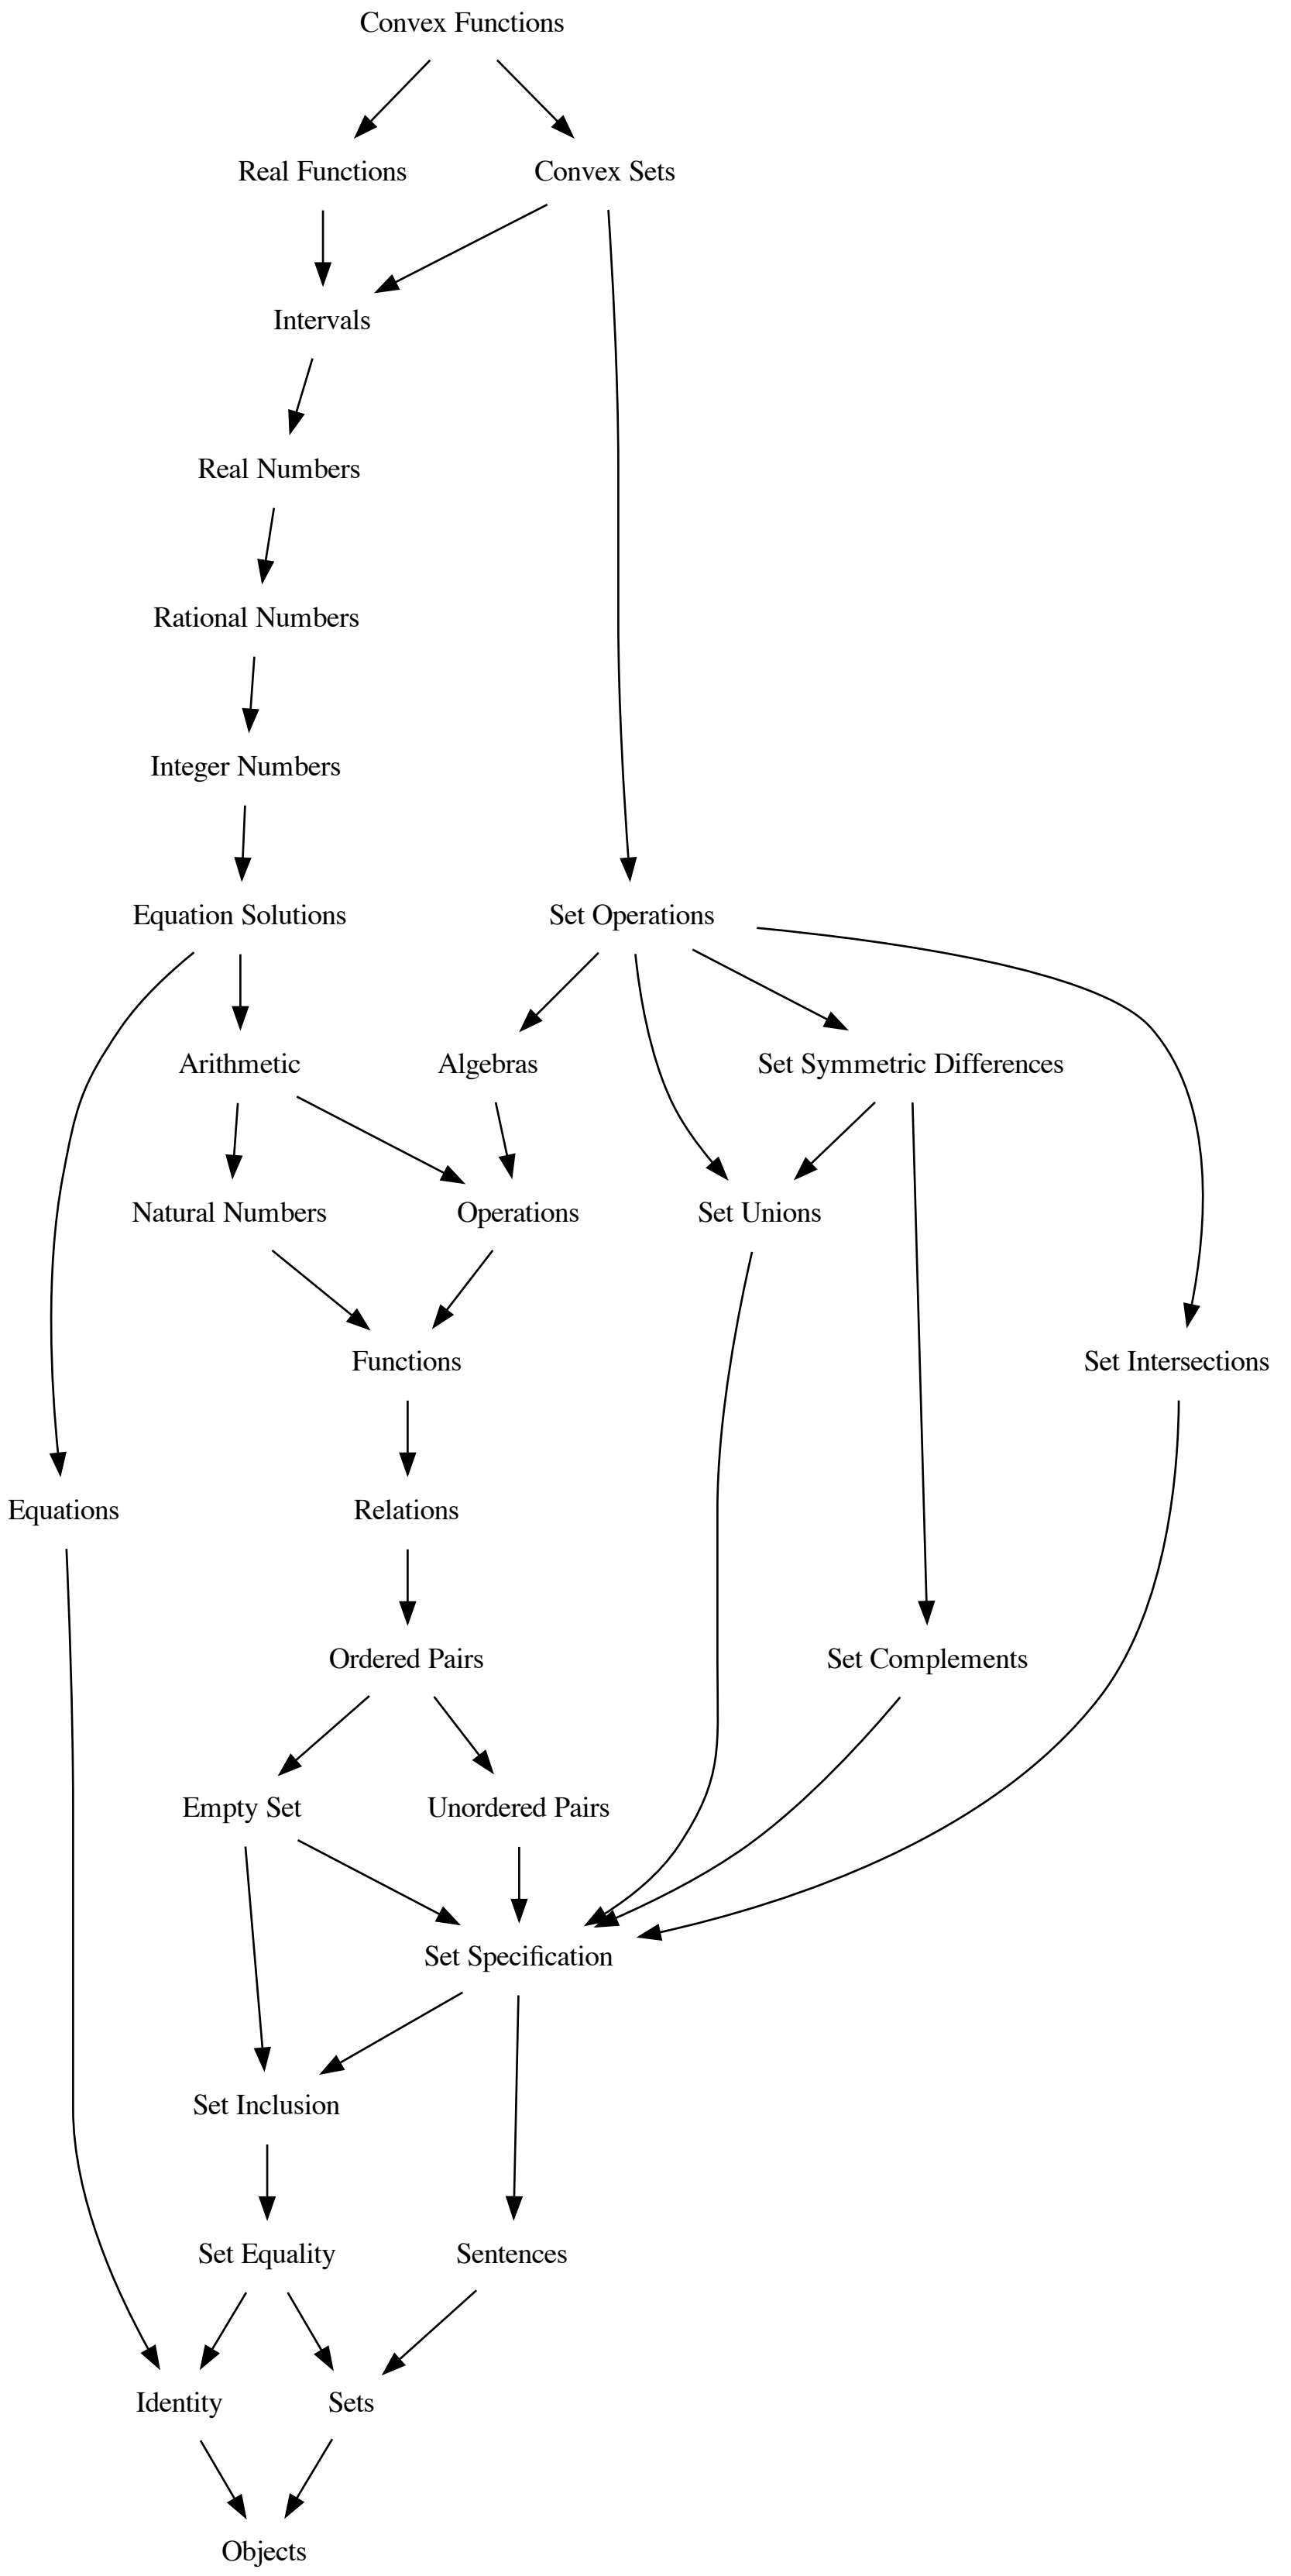 Convex Functions
Real Functions
Convex Sets
Intervals
Real Numbers
Rational Numbers
Integer Numbers
Equation Solutions
Set Operations
Arithmetic
Algebras
Set Symmetric Differences
Natural Numbers
Operations
Set Unions
Functions
Set Intersections
Equations
Relations
Ordered Pairs
Set Complements
Empty Set
Unordered Pairs
Set Specification
Set Inclusion
Set Equality
Sentences
Identity
Sets
Objects